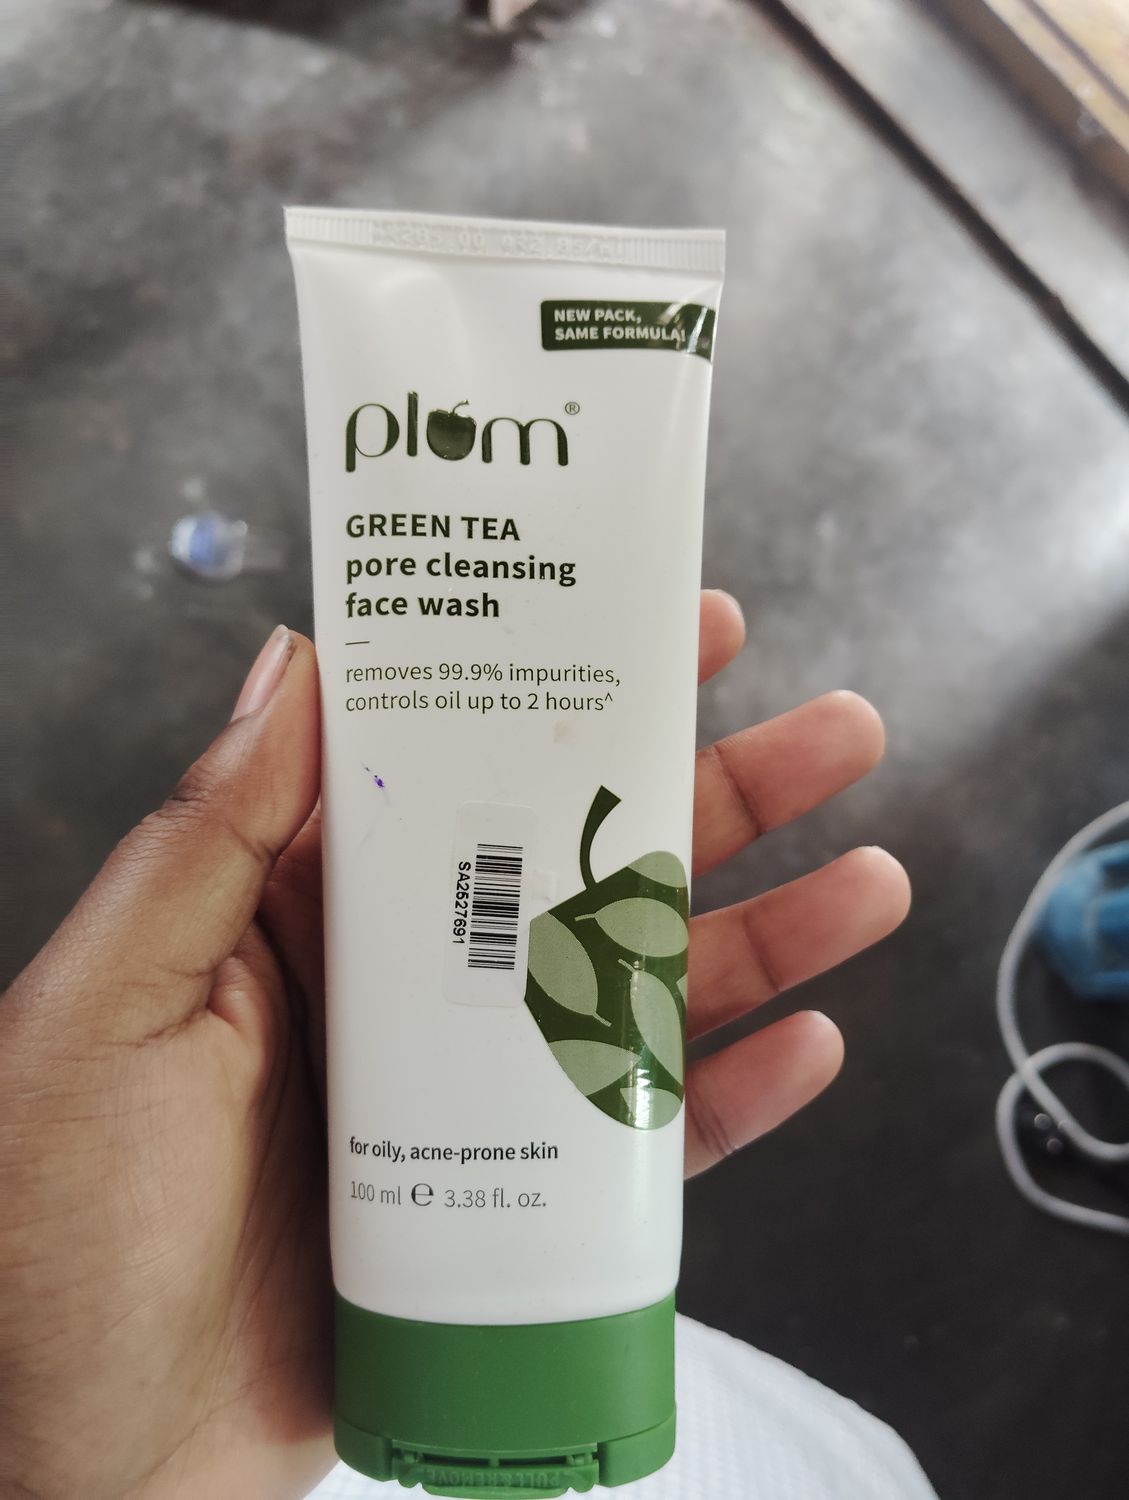 NEW PACK,
SAME FORMULA!
plum®
GREEN TEA
pore cleansing
face wash
removes 99.9% impurities,
controls oil up to 2 hours^
SA2527691
for oily, acne-prone skin
100 ml ℮ 3.38 fl. oz.